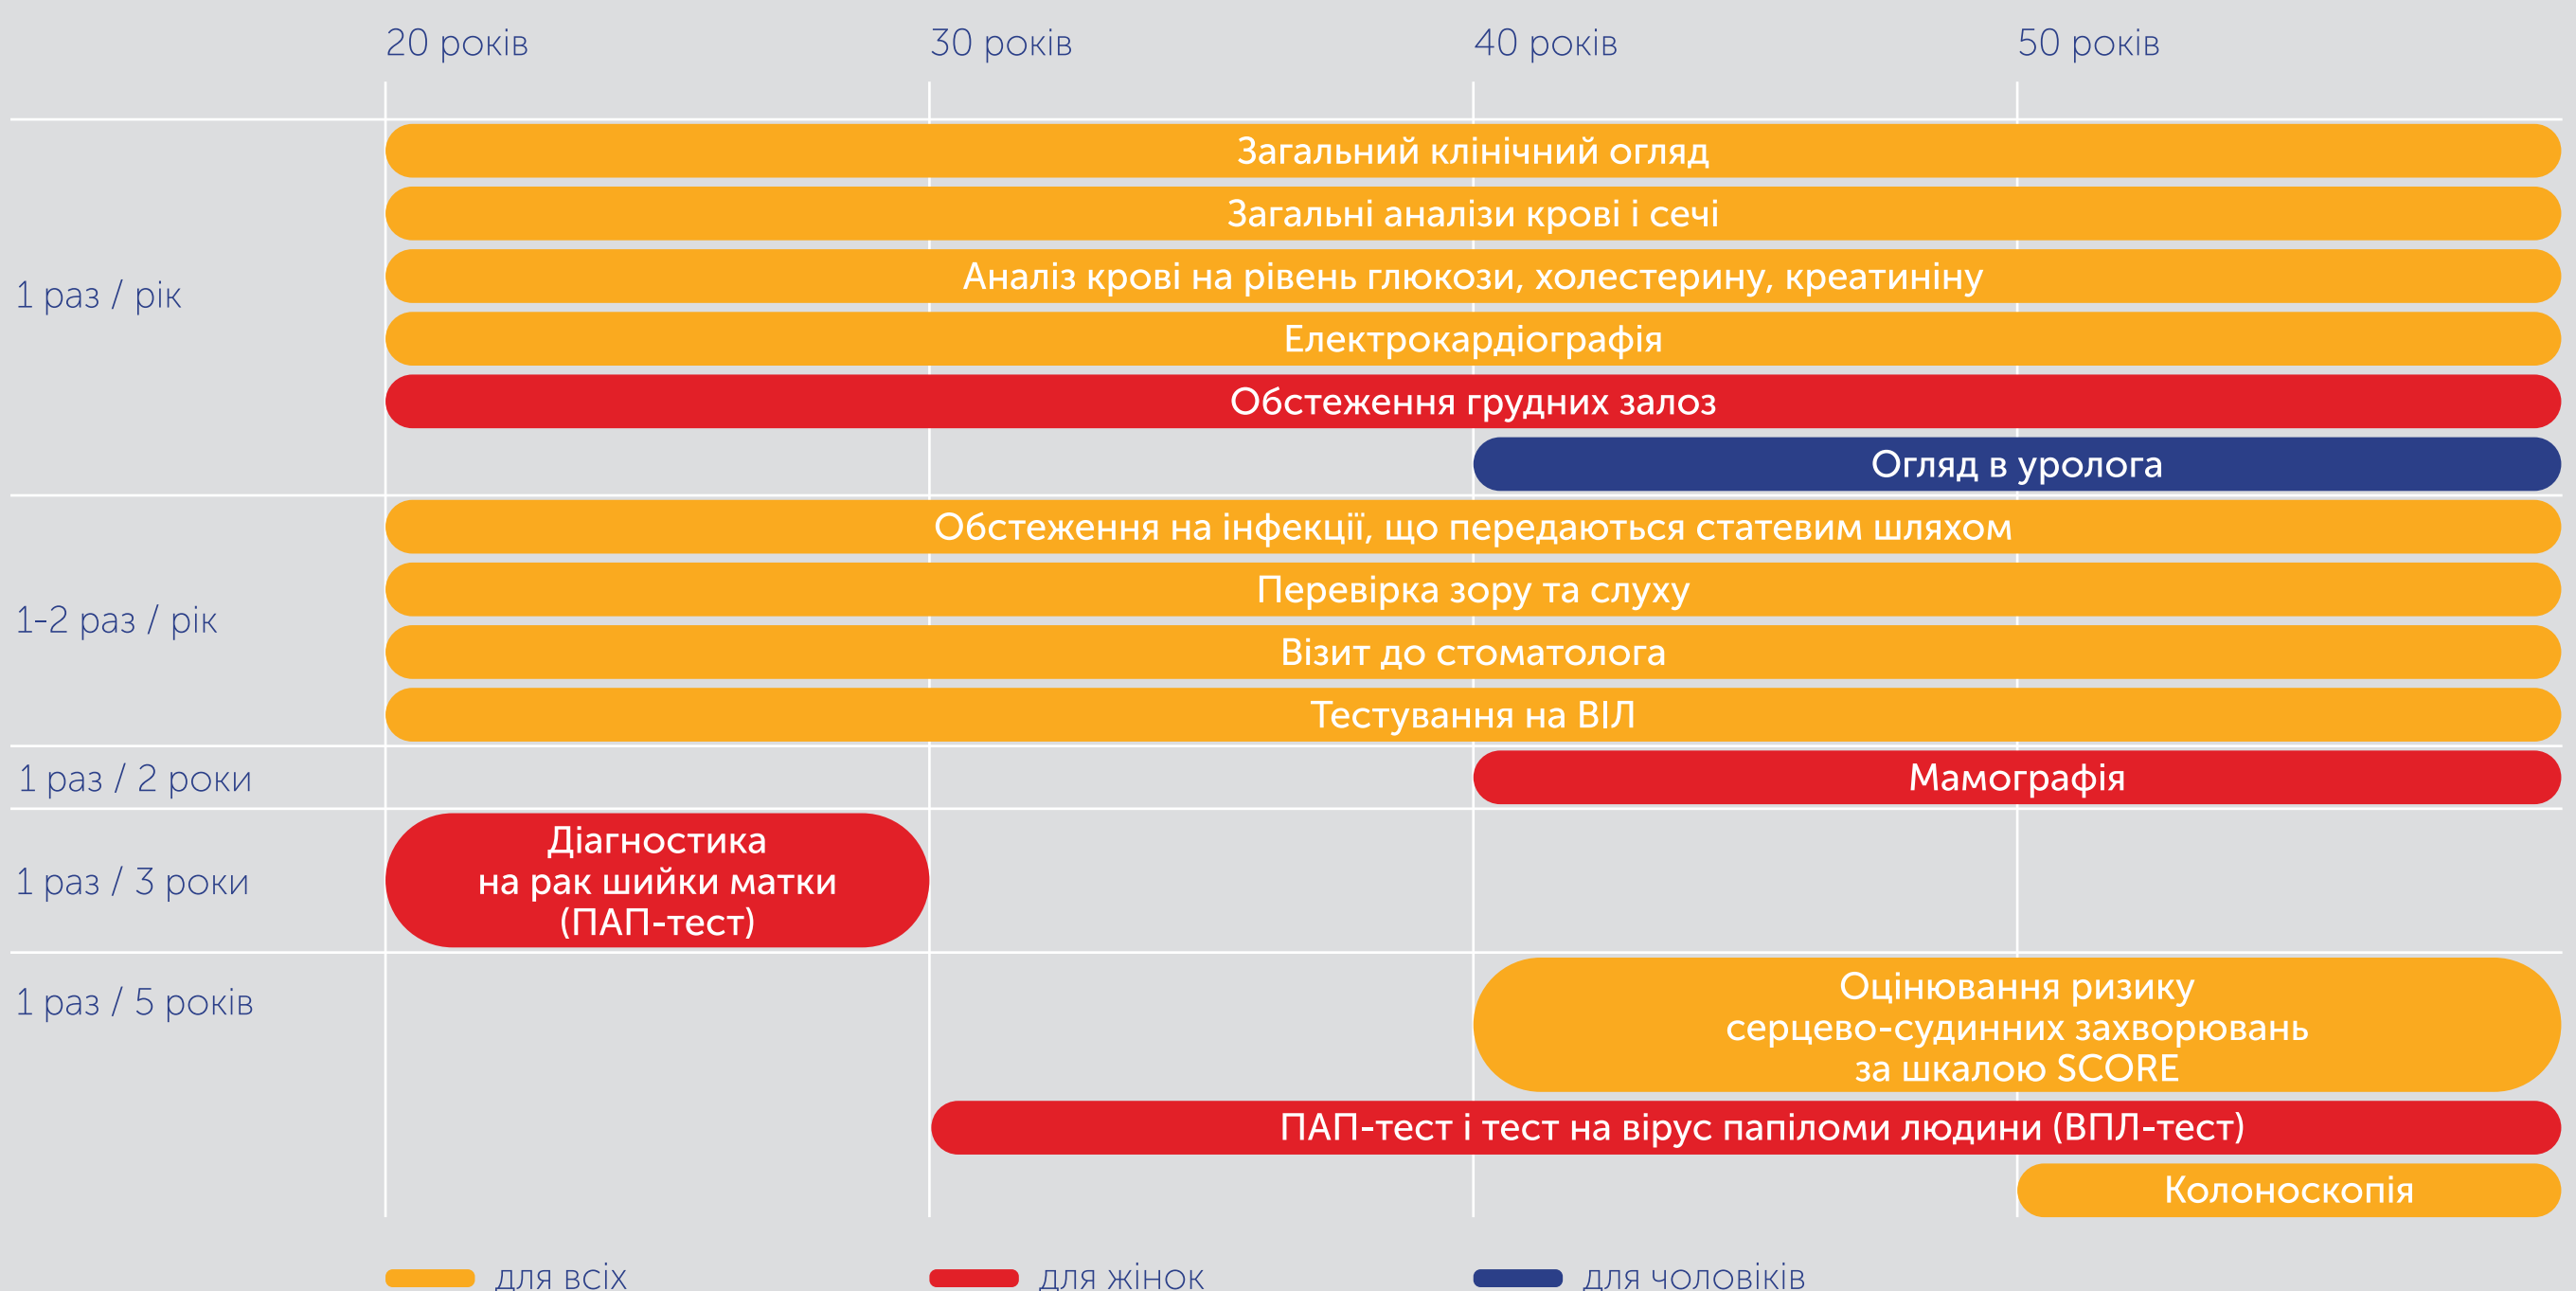 20 років
30 років
40 років
50 років
1 раз / рік
Загальний клінічний огляд
Загальні аналізи крові і сечі
Аналіз крові на рівень глюкози, холестерину, креатиніну
Електрокардіографія
Обстеження грудних залоз
Огляд в уролога
1-2 раз / рік
Обстеження на інфекції, що передаються статевим шляхом
Перевірка зору та слуху
Візит до стоматолога
Тестування на ВІЛ
1 раз / 2 роки
Мамографія
1 раз / 3 роки
Діагностика
на рак шийки матки
(ПАП-тест)
1 раз / 5 років
Оцінювання ризику
серцево-судинних захворювань
за шкалою SCORE
ПАП-тест і тест на вірус папіломи людини (ВПЛ-тест)
Колоноскопія
для всіх
для жінок
для чоловіків